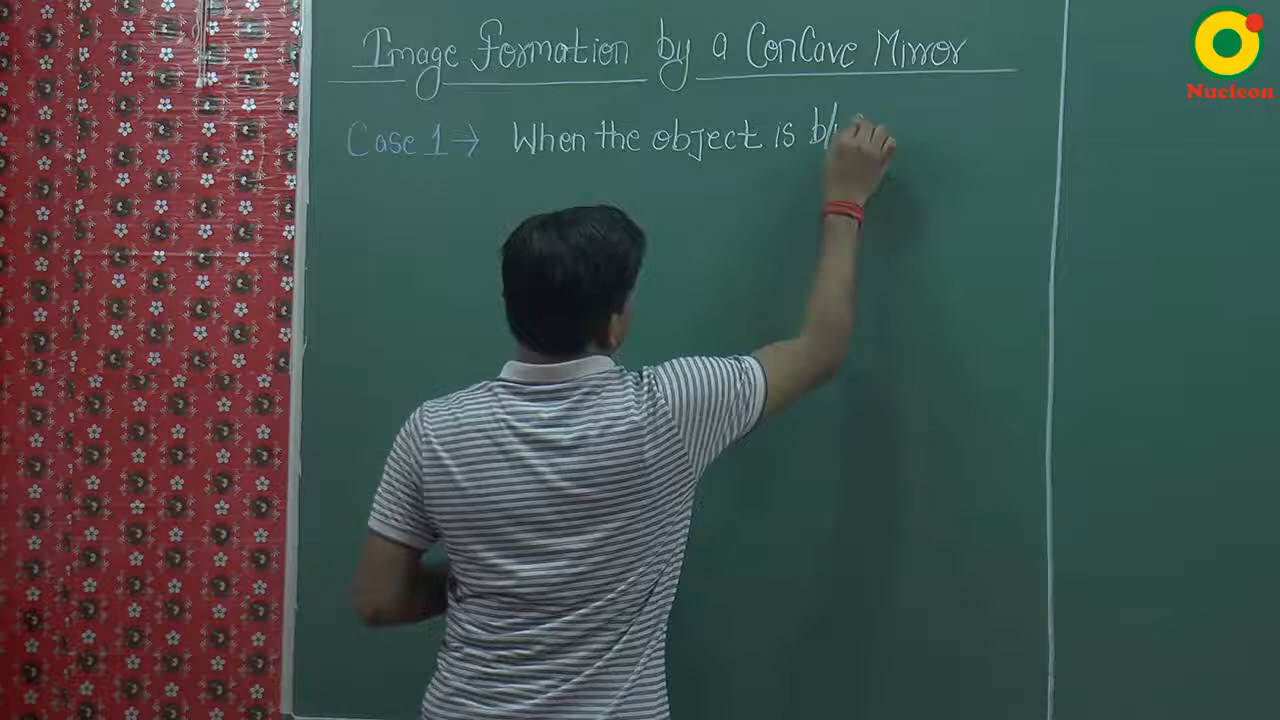 Image Formation by a Concave Mirror
Case 1→ When the object is b/
Nucleon